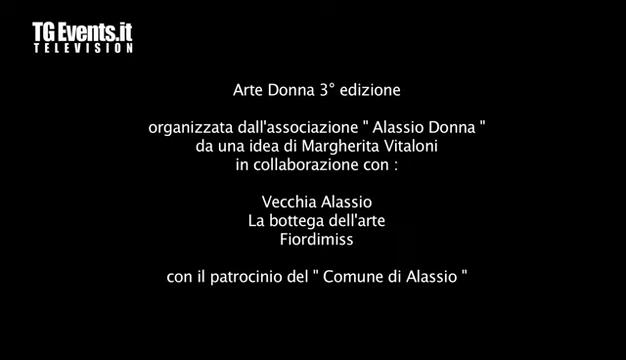 TG Events.it
TELEVISION
Arte Donna 3° edizione
organizzata dall'associazione " Alassio Donna "
da una idea di Margherita Vitaloni
in collaborazione con :
Vecchia Alassio
La bottega dell'arte
Fiordimiss
con il patrocinio del " Comune di Alassio "